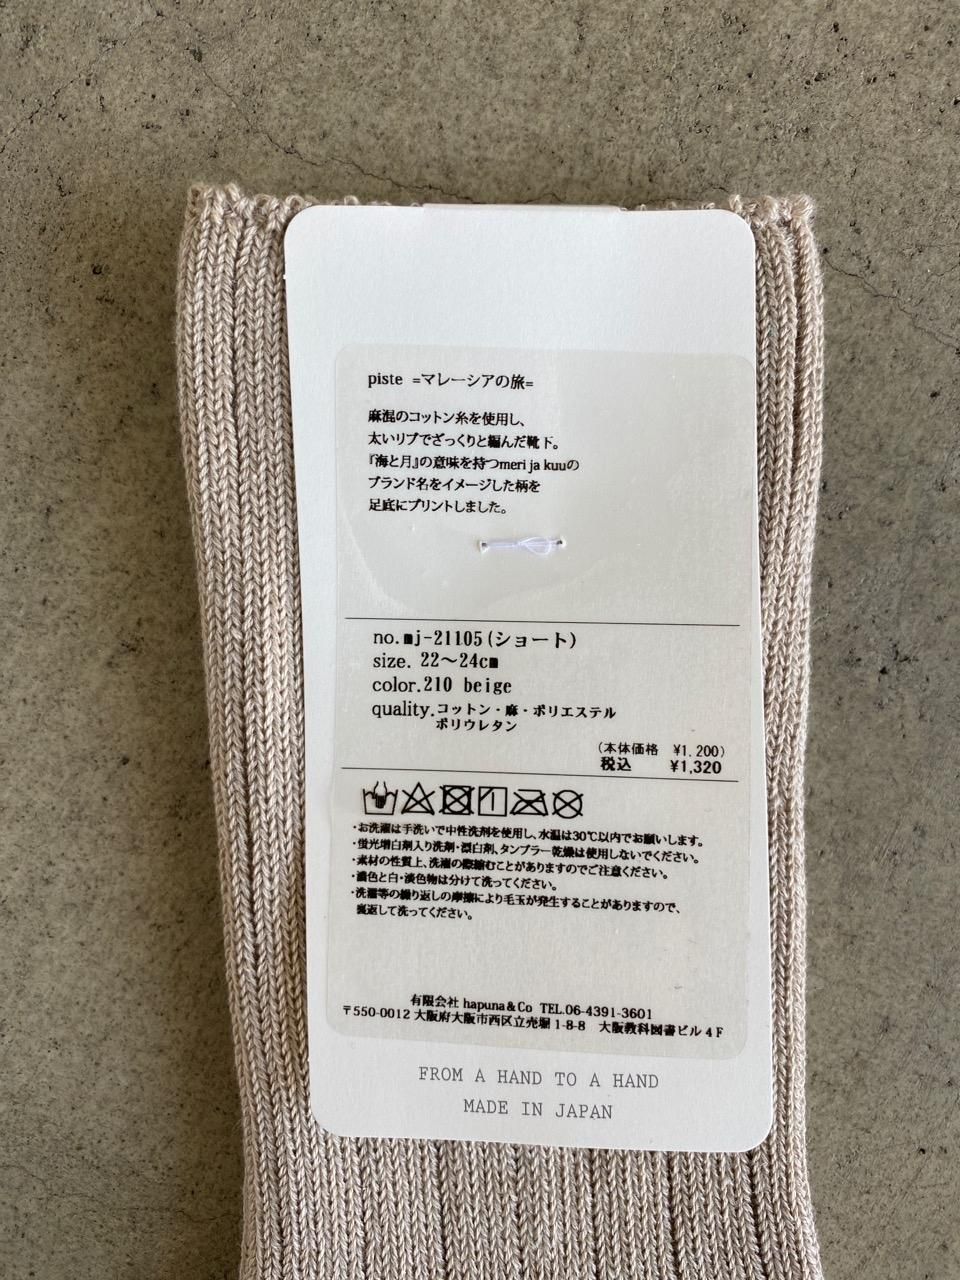 piste =マレーシアの旅=
麻混のコットン糸を使用し、
太いリブでざっくりと編んだ靴下。
『海と月』の意味を持つmeri ja kuuの
ブランド名をイメージした柄を
足底にプリントしました。
no.mj-21105(ショート)
size. 22〜24cm
color.210 beige
quality.コットン・麻・ポリエステル
ポリウレタン
(本体価格 ¥1,200)
税込 ¥1,320
・お洗濯は手洗いで中性洗剤を使用し、水温は30℃以内でお願いします。
・蛍光増白剤入り洗剤・漂白剤、タンブラー乾燥は使用しないでください。
・素材の性質上、洗濯の際縮むことがありますのでご注意ください。
・濃色と白・淡色物は分けて洗ってください。
・洗濯等の繰り返しの摩擦により毛玉が発生することがありますので、
裏返して洗ってください。
有限会社 hapuna&Co TEL.06-4391-3601
〒550-0012 大阪府大阪市西区立売堀 1-8-8 大阪教科図書ビル 4F
FROM A HAND TO A HAND
MADE IN JAPAN